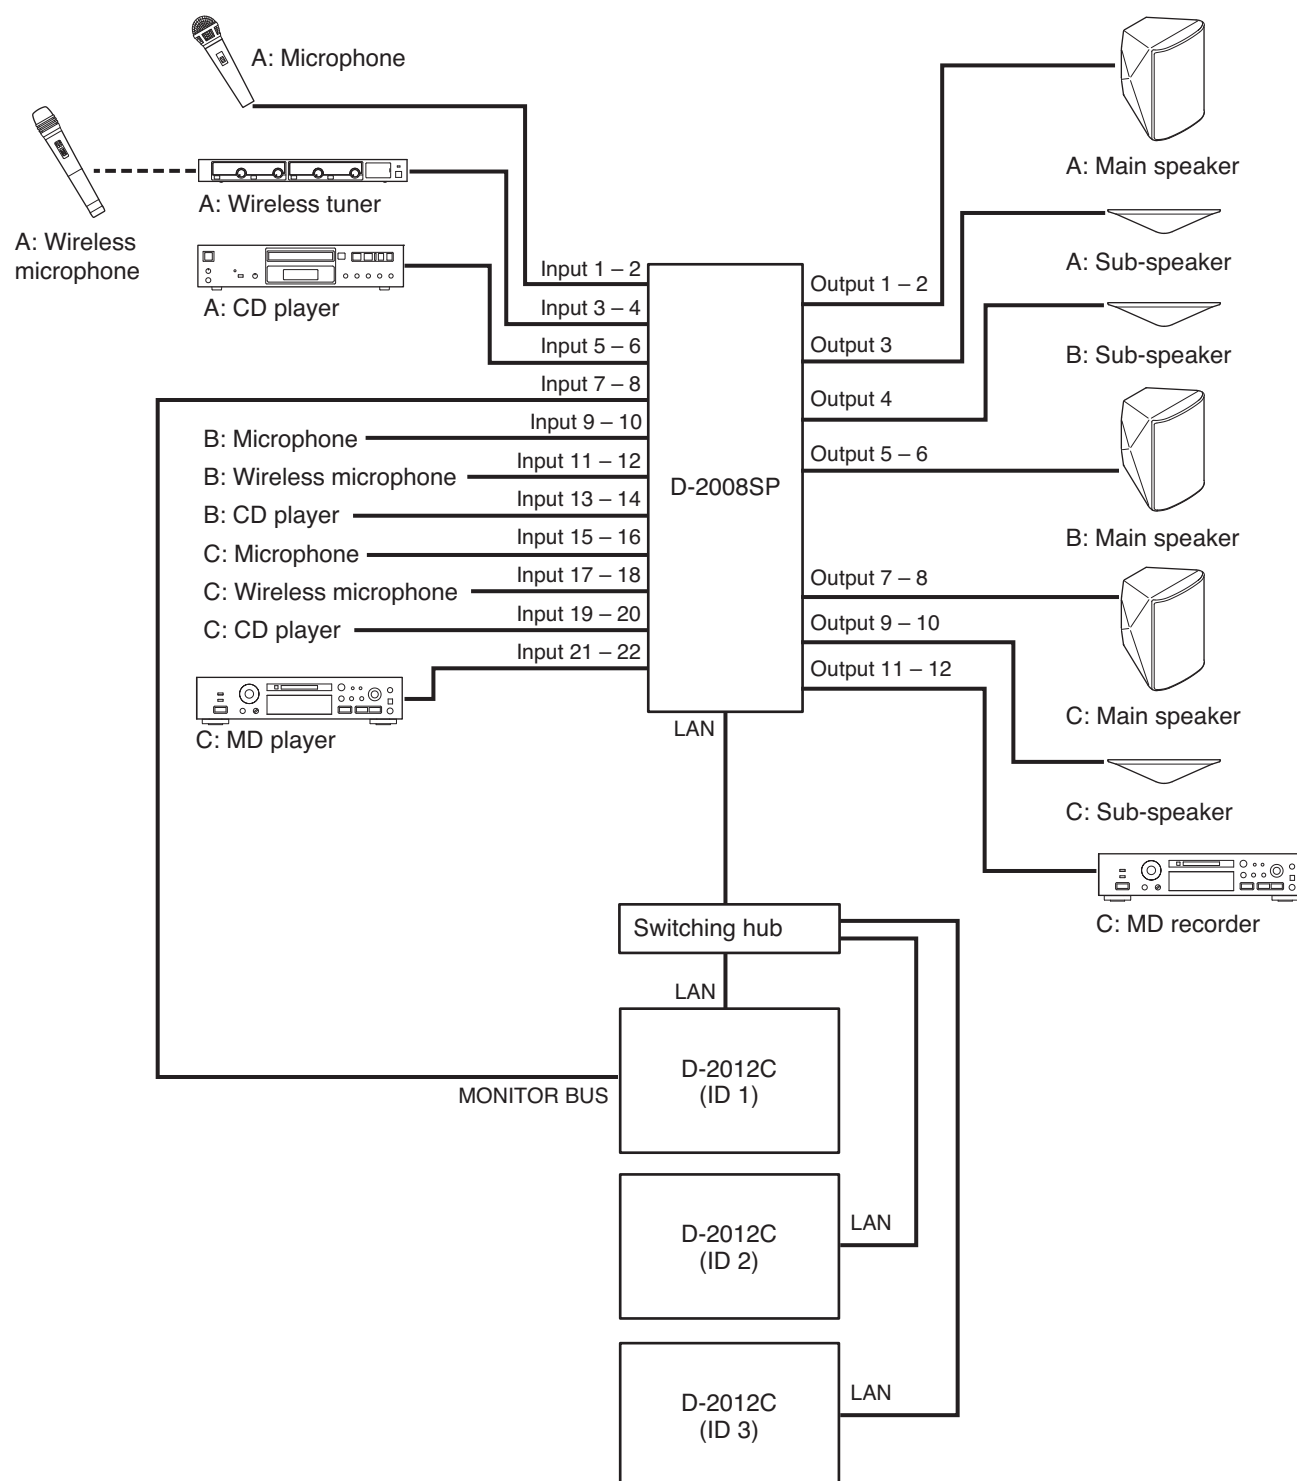 A: Microphone
A: Wireless
microphone
A: Wireless tuner
A: CD player
Input 1 – 2
Input 3 – 4
Input 5 – 6
Input 7 – 8
Input 9 – 10
Input 11 – 12
Input 13 – 14
Input 15 – 16
Input 17 – 18
Input 19 – 20
Input 21 – 22
B: Microphone
B: Wireless microphone
B: CD player
C: Microphone
C: Wireless microphone
C: CD player
C: MD player
D-2008SP
Output 1 – 2
Output 3
Output 4
Output 5 – 6
Output 7 – 8
Output 9 – 10
Output 11 – 12
A: Main speaker
A: Sub-speaker
B: Sub-speaker
B: Main speaker
C: Main speaker
C: Sub-speaker
C: MD recorder
LAN
Switching hub
LAN
MONITOR BUS
D-2012C
(ID 1)
D-2012C
(ID 2)
LAN
D-2012C
(ID 3)
LAN